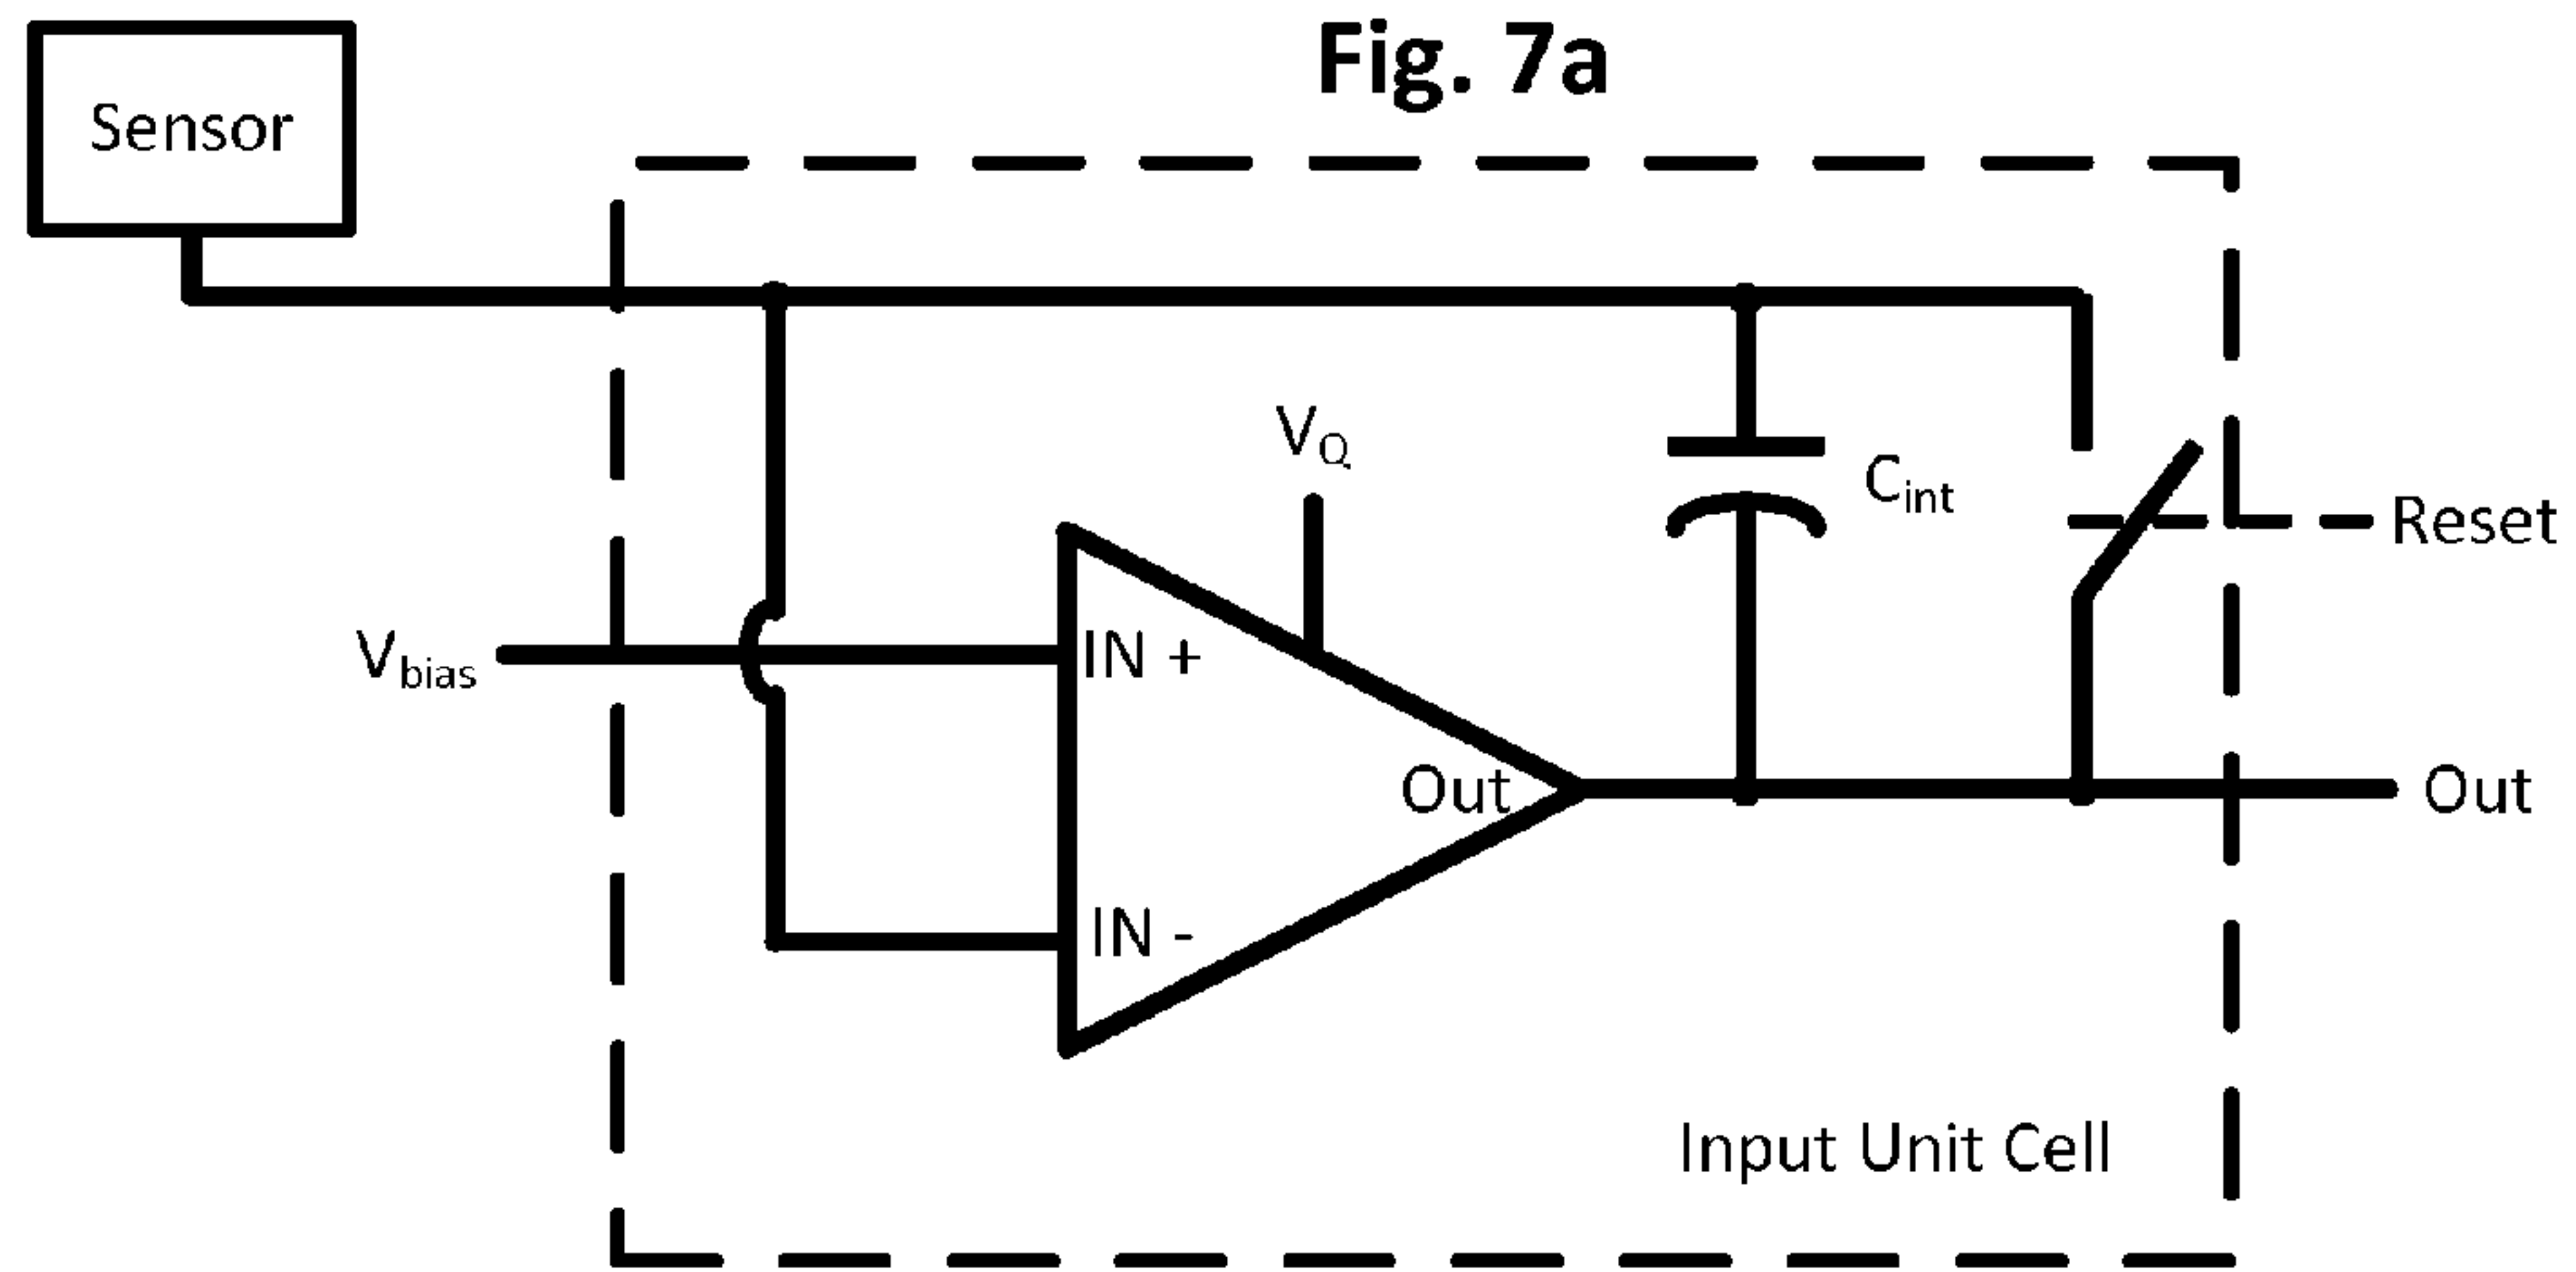 Fig. 7a
Sensor
VQ
Cint
Reset
Vbias
IN +
Out
Out
IN -
Input Unit Cell